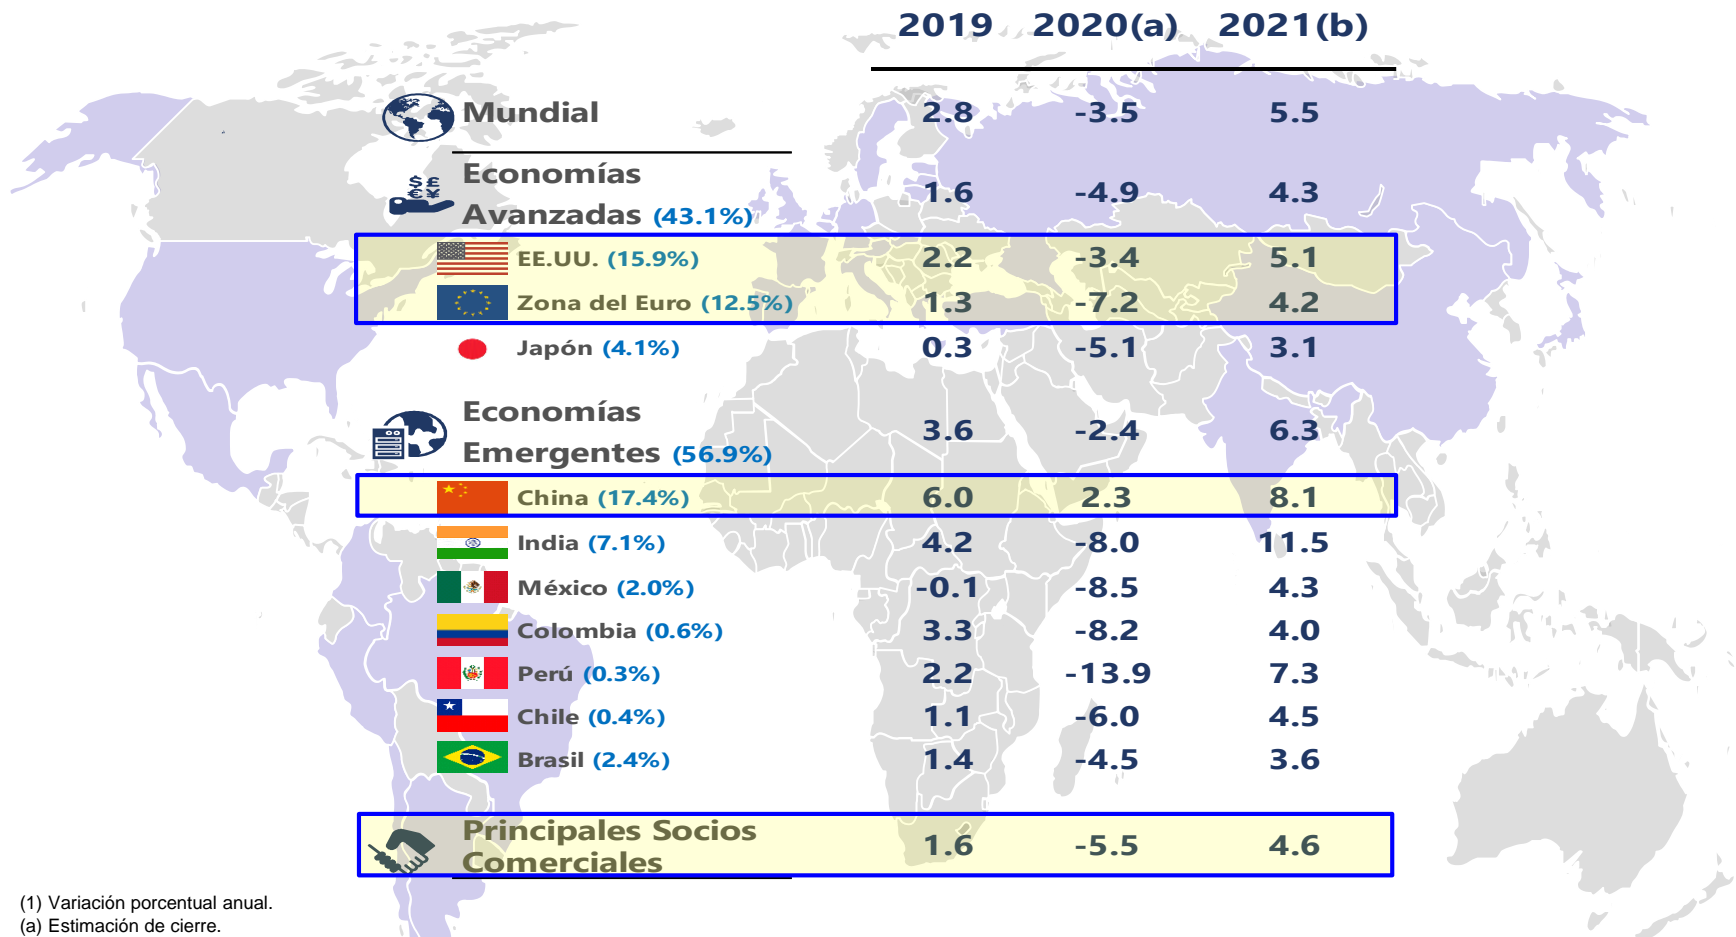 2019 2020(a) 2021(b)
Mundial 2.8 -3.5 5.5
$£
€¥
Economías
Avanzadas (43.1%) 1.6 -4.9 4.3
EE.UU. (15.9%) 2.2 -3.4 5.1
Zona del Euro (12.5%) 1.3 -7.2 4.2
Japón (4.1%) 0.3 -5.1 3.1
Economías
Emergentes (56.9%) 3.6 -2.4 6.3
China (17.4%) 6.0 2.3 8.1
India (7.1%) 4.2 -8.0 11.5
México (2.0%) -0.1 -8.5 4.3
Colombia (0.6%) 3.3 -8.2 4.0
Perú (0.3%) 2.2 -13.9 7.3
Chile (0.4%) 1.1 -6.0 4.5
Brasil (2.4%) 1.4 -4.5 3.6
Principales Socios
Comerciales 1.6 -5.5 4.6
(1) Variación porcentual anual.
(a) Estimación de cierre.